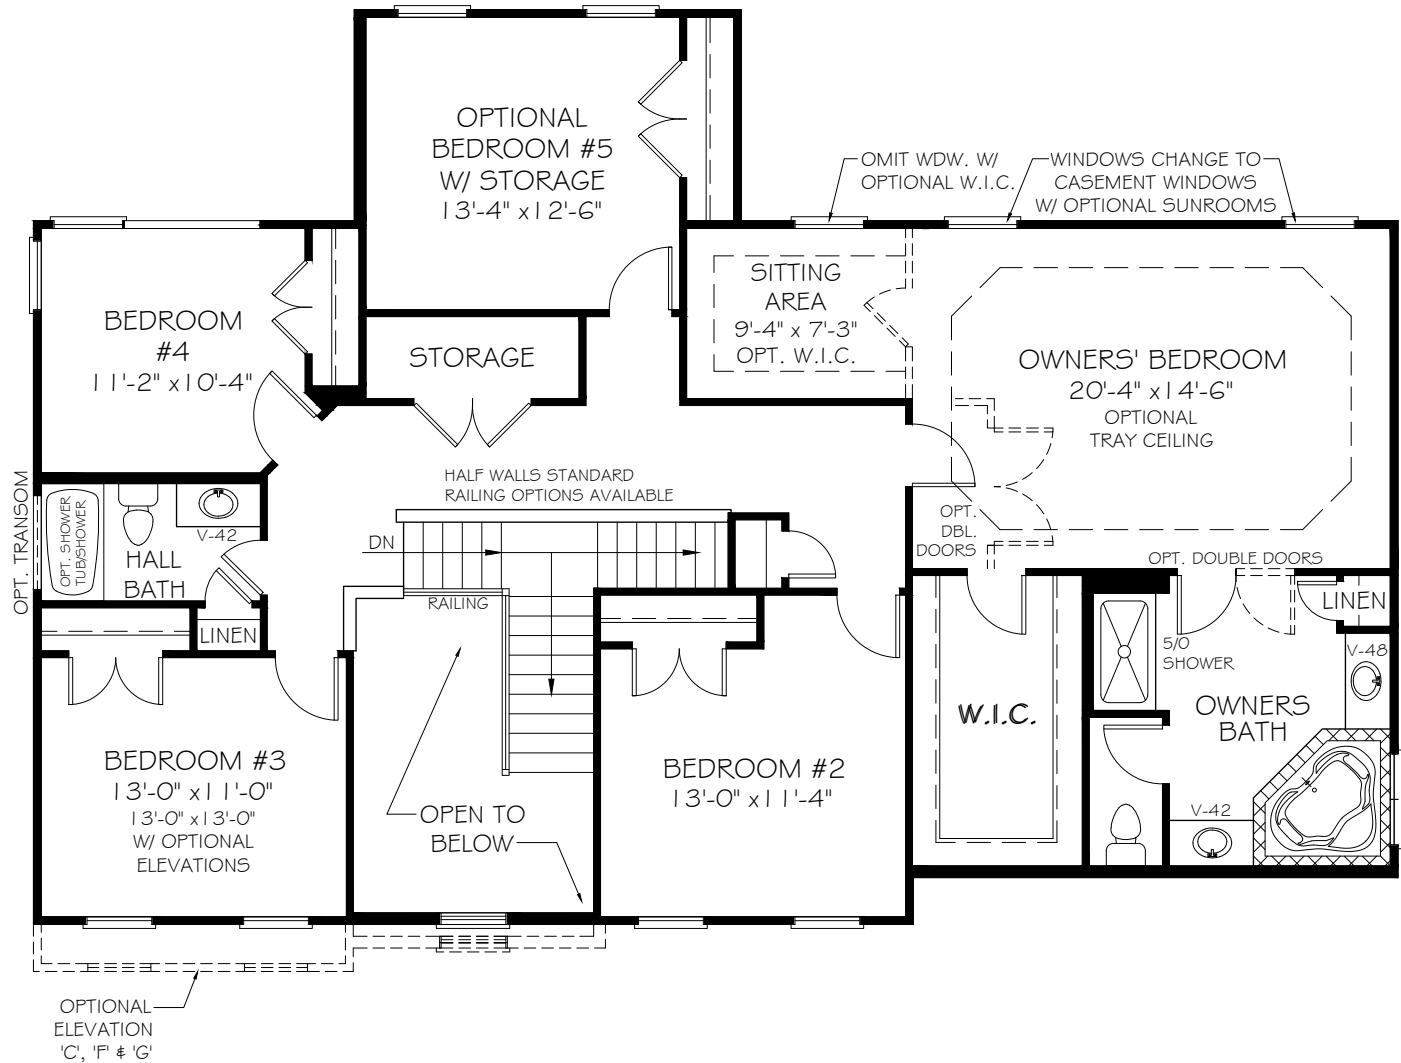 OPTIONAL
BEDROOM #5
W/ STORAGE
13'-4" x12'-6"
OMIT WDW. W/
OPTIONAL W.I.C.
WINDOWS CHANGE TO
CASEMENT WINDOWS
W/ OPTIONAL SUNROOMS
BEDROOM
#4
11'-2" x10'-4"
STORAGE
SITTING
AREA
9'-4" x 7'-3"
OPT. W.I.C.
OWNERS' BEDROOM
20'-4" x14'-6"
OPTIONAL
TRAY CEILING
HALF WALLS STANDARD
RAILING OPTIONS AVAILABLE
OPT. TRANSOM
OPT. SHOWER
TUB/SHOWER
V-42
HALL
BATH
LINEN
DN
RAILING
OPT.
DBL.
DOORS
OPT. DOUBLE DOORS
LINEN
5/0
SHOWER
V-48
OWNERS
BATH
W.I.C.
V-42
BEDROOM #3
13'-0" x11'-0"
13'-0" x13'-0"
W/ OPTIONAL
ELEVATIONS
OPEN TO
BELOW
BEDROOM #2
13'-0" x11'-4"
OPTIONAL
ELEVATION
'C', 'F' & 'G'